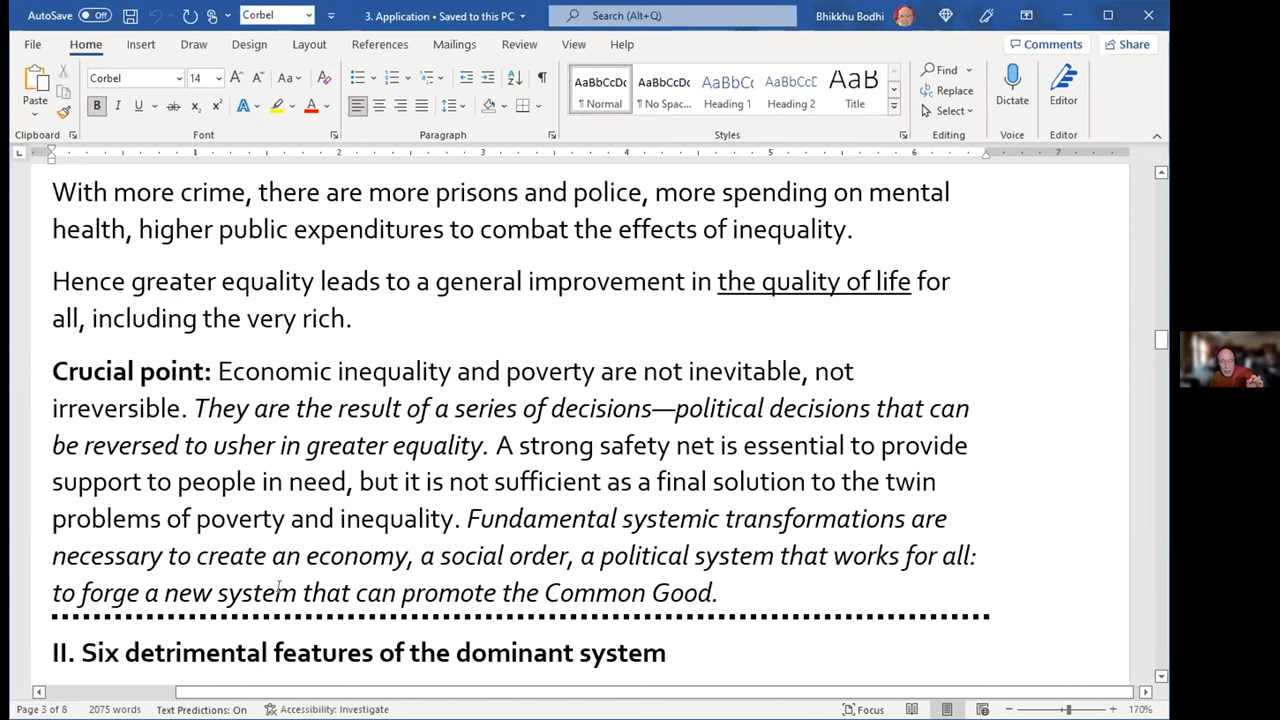 AutoSave Off
Corbel
3. Application • Saved to this PC
Search (Alt+Q)
Bhikkhu Bodhi
File Home Insert Draw Design Layout References Mailings Review View Help
Comments Share
Paste
Corbel 14
AaBbCcDc AaBbCcDc AaBbCc AaBbCcD AaB
¶ Normal ¶ No Spac... Heading 1 Heading 2 Title
Find
Replace
Select
Dictate
Editor
Clipboard Font Paragraph Styles Editing Voice Editor
1 2 3 4 5 6 7
With more crime, there are more prisons and police, more spending on mental
health, higher public expenditures to combat the effects of inequality.
Hence greater equality leads to a general improvement in the quality of life for
all, including the very rich.
Crucial point: Economic inequality and poverty are not inevitable, not
irreversible. They are the result of a series of decisions—political decisions that can
be reversed to usher in greater equality. A strong safety net is essential to provide
support to people in need, but it is not sufficient as a final solution to the twin
problems of poverty and inequality. Fundamental systemic transformations are
necessary to create an economy, a social order, a political system that works for all:
to forge a new system that can promote the Common Good.
II. Six detrimental features of the dominant system
Page 3 of 8 2075 words Text Predictions: On Accessibility: Investigate Focus 170%